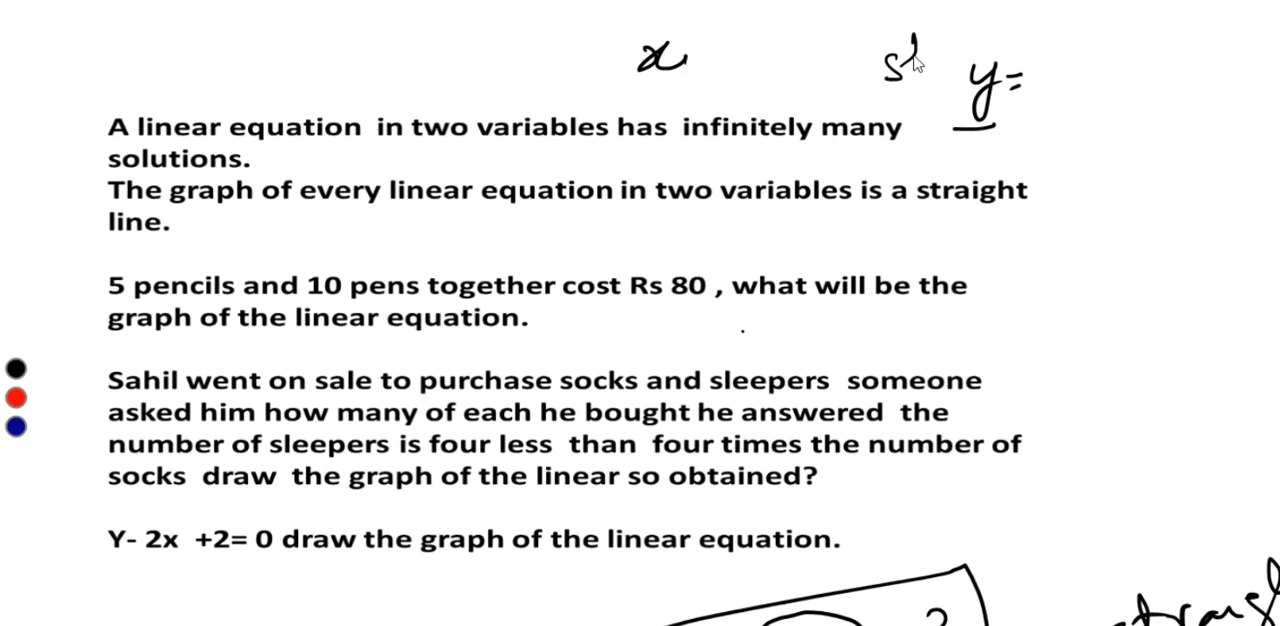 x
sl y=
A linear equation in two variables has infinitely many
solutions.
The graph of every linear equation in two variables is a straight
line.
5 pencils and 10 pens together cost Rs 80 , what will be the
graph of the linear equation.
Sahil went on sale to purchase socks and sleepers someone
asked him how many of each he bought he answered the
number of sleepers is four less than four times the number of
socks draw the graph of the linear so obtained?
Y- 2x +2= 0 draw the graph of the linear equation.